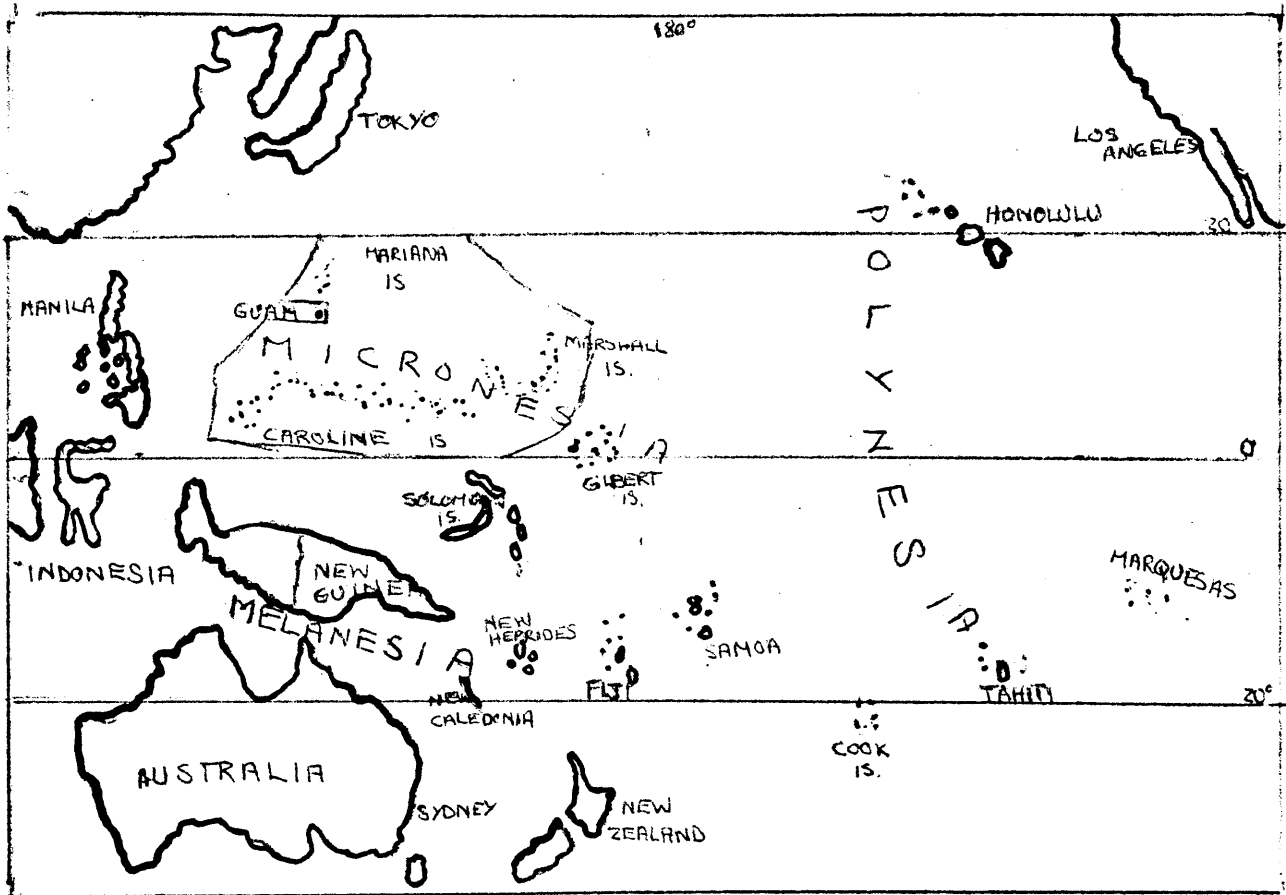 180°
TOKYO
LOS
ANGELES
HONOLULU
30
MARIANA
IS
MANILA
GUAM
MICRONESIA
MARSHALL
IS.
POLYNESIA
CAROLINE IS
0
GILBERT
IS.
SOLOMON
IS.
INDONESIA
NEW
GUINEA
MARQUESAS
MELANESIA
NEW
HEBRIDES
SAMOA
FIJI
TAHITI
20°
NEW
CALEDONIA
COOK
IS.
AUSTRALIA
SYDNEY
NEW
ZEALAND